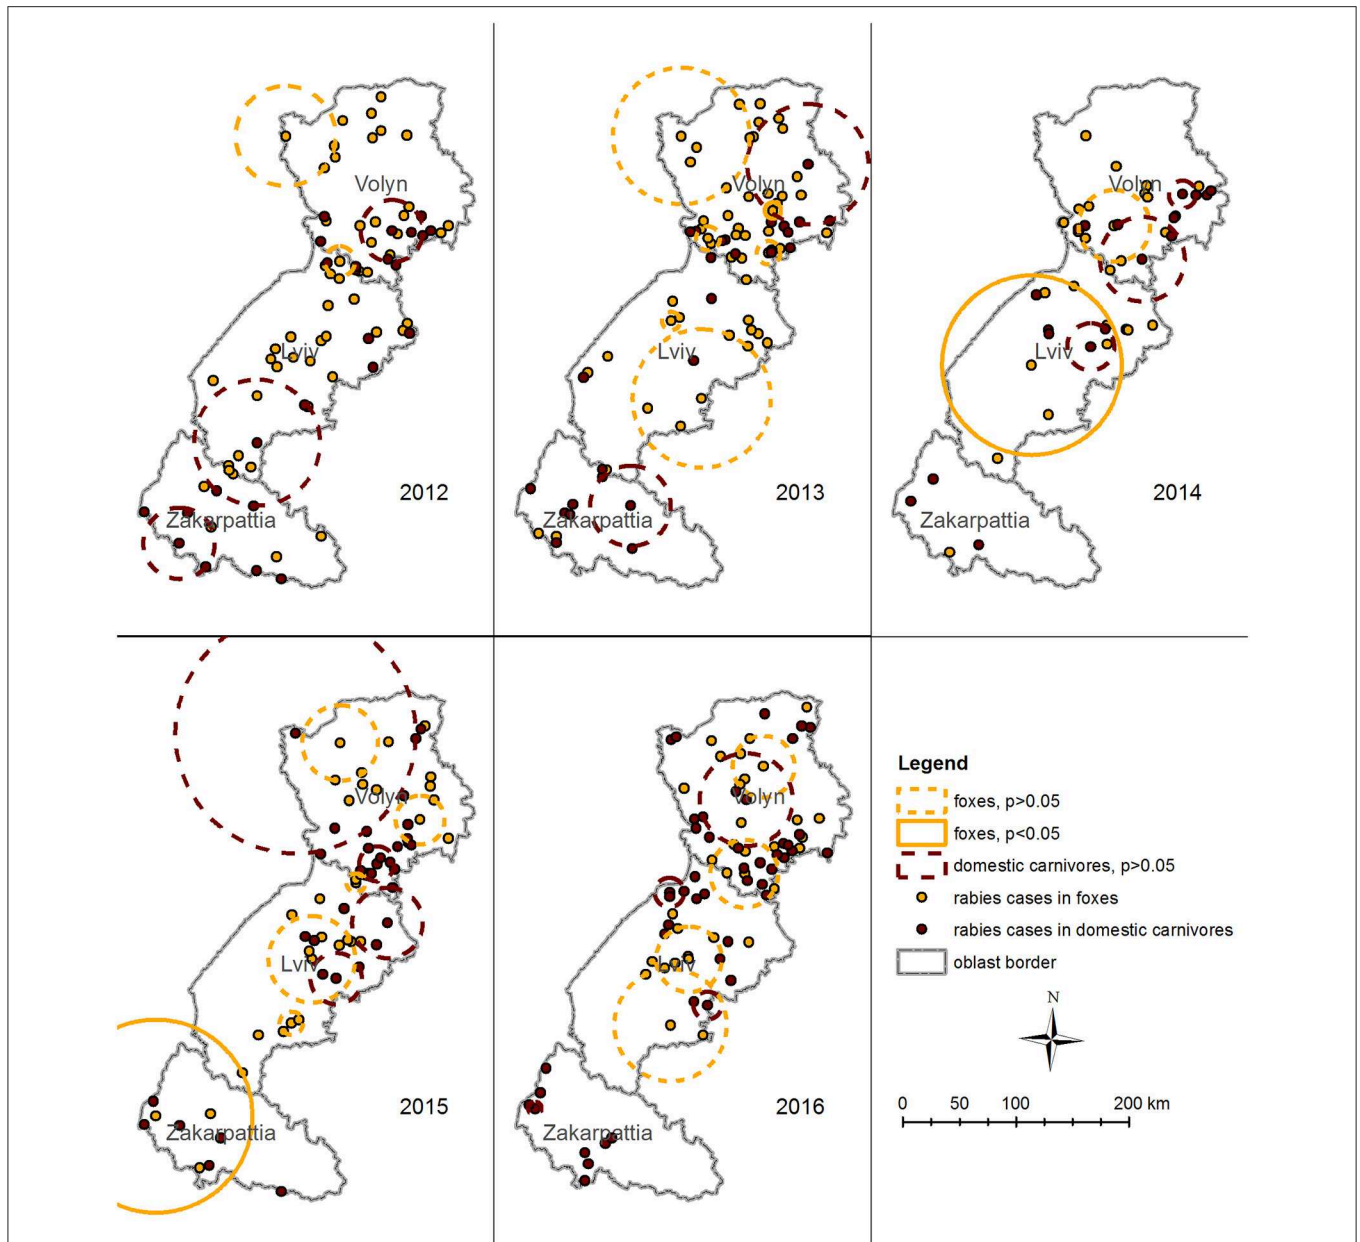 Volyn
Lviv
Zakarpattia
2012
Volyn
Lviv
Zakarpattia
2013
Volyn
Lviv
Zakarpattia
2014
Volyn
Lviv
Zakarpattia
2015
Volyn
Lviv
Zakarpattia
2016
Legend
foxes, p>0.05
foxes, p<0.05
domestic carnivores, p>0.05
rabies cases in foxes
rabies cases in domestic carnivores
oblast border
N
0 50 100 200 km